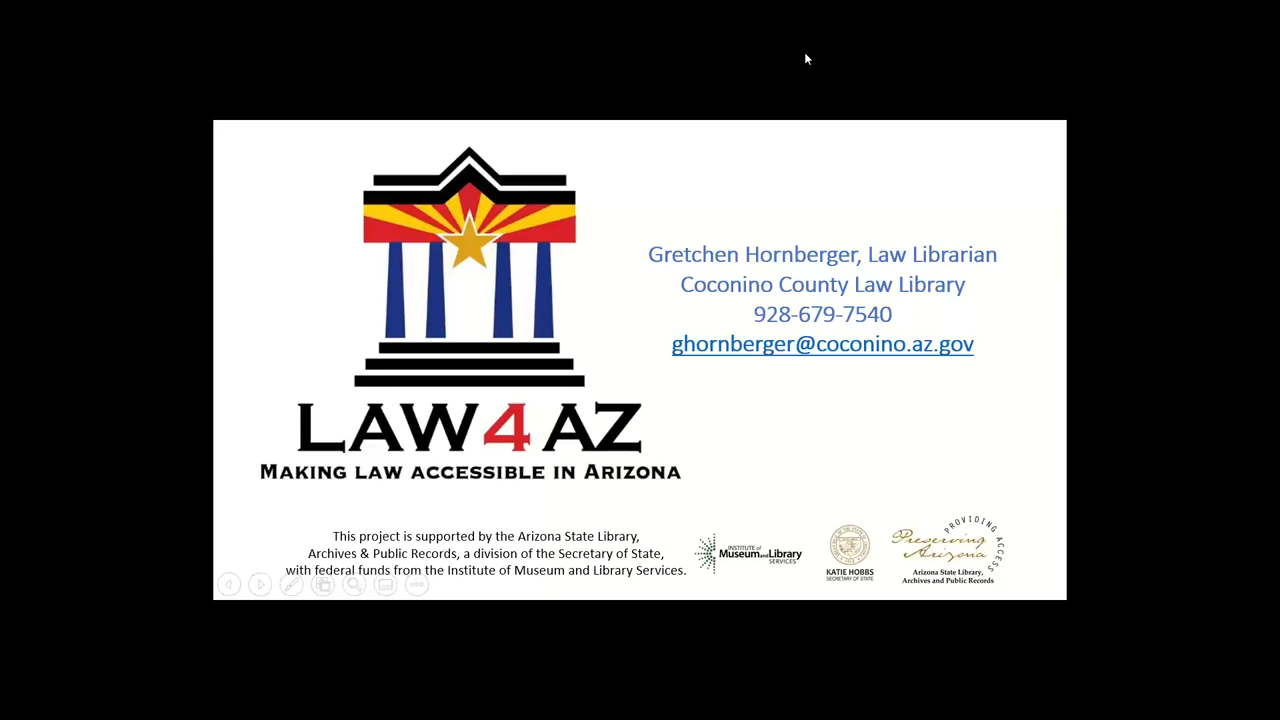 Gretchen Hornberger, Law Librarian
Coconino County Law Library
928-679-7540
ghornberger@coconino.az.gov
LAW4AZ
MAKING LAW ACCESSIBLE IN ARIZONA
This project is supported by the Arizona State Library,
Archives & Public Records, a division of the Secretary of State,
with federal funds from the Institute of Museum and Library Services.
INSTITUTE of
Museum and Library
SERVICES
KATIE HOBBS
SECRETARY OF STATE
PROVIDING ACCESS
Preserving
Arizona
Arizona State Library,
Archives and Public Records